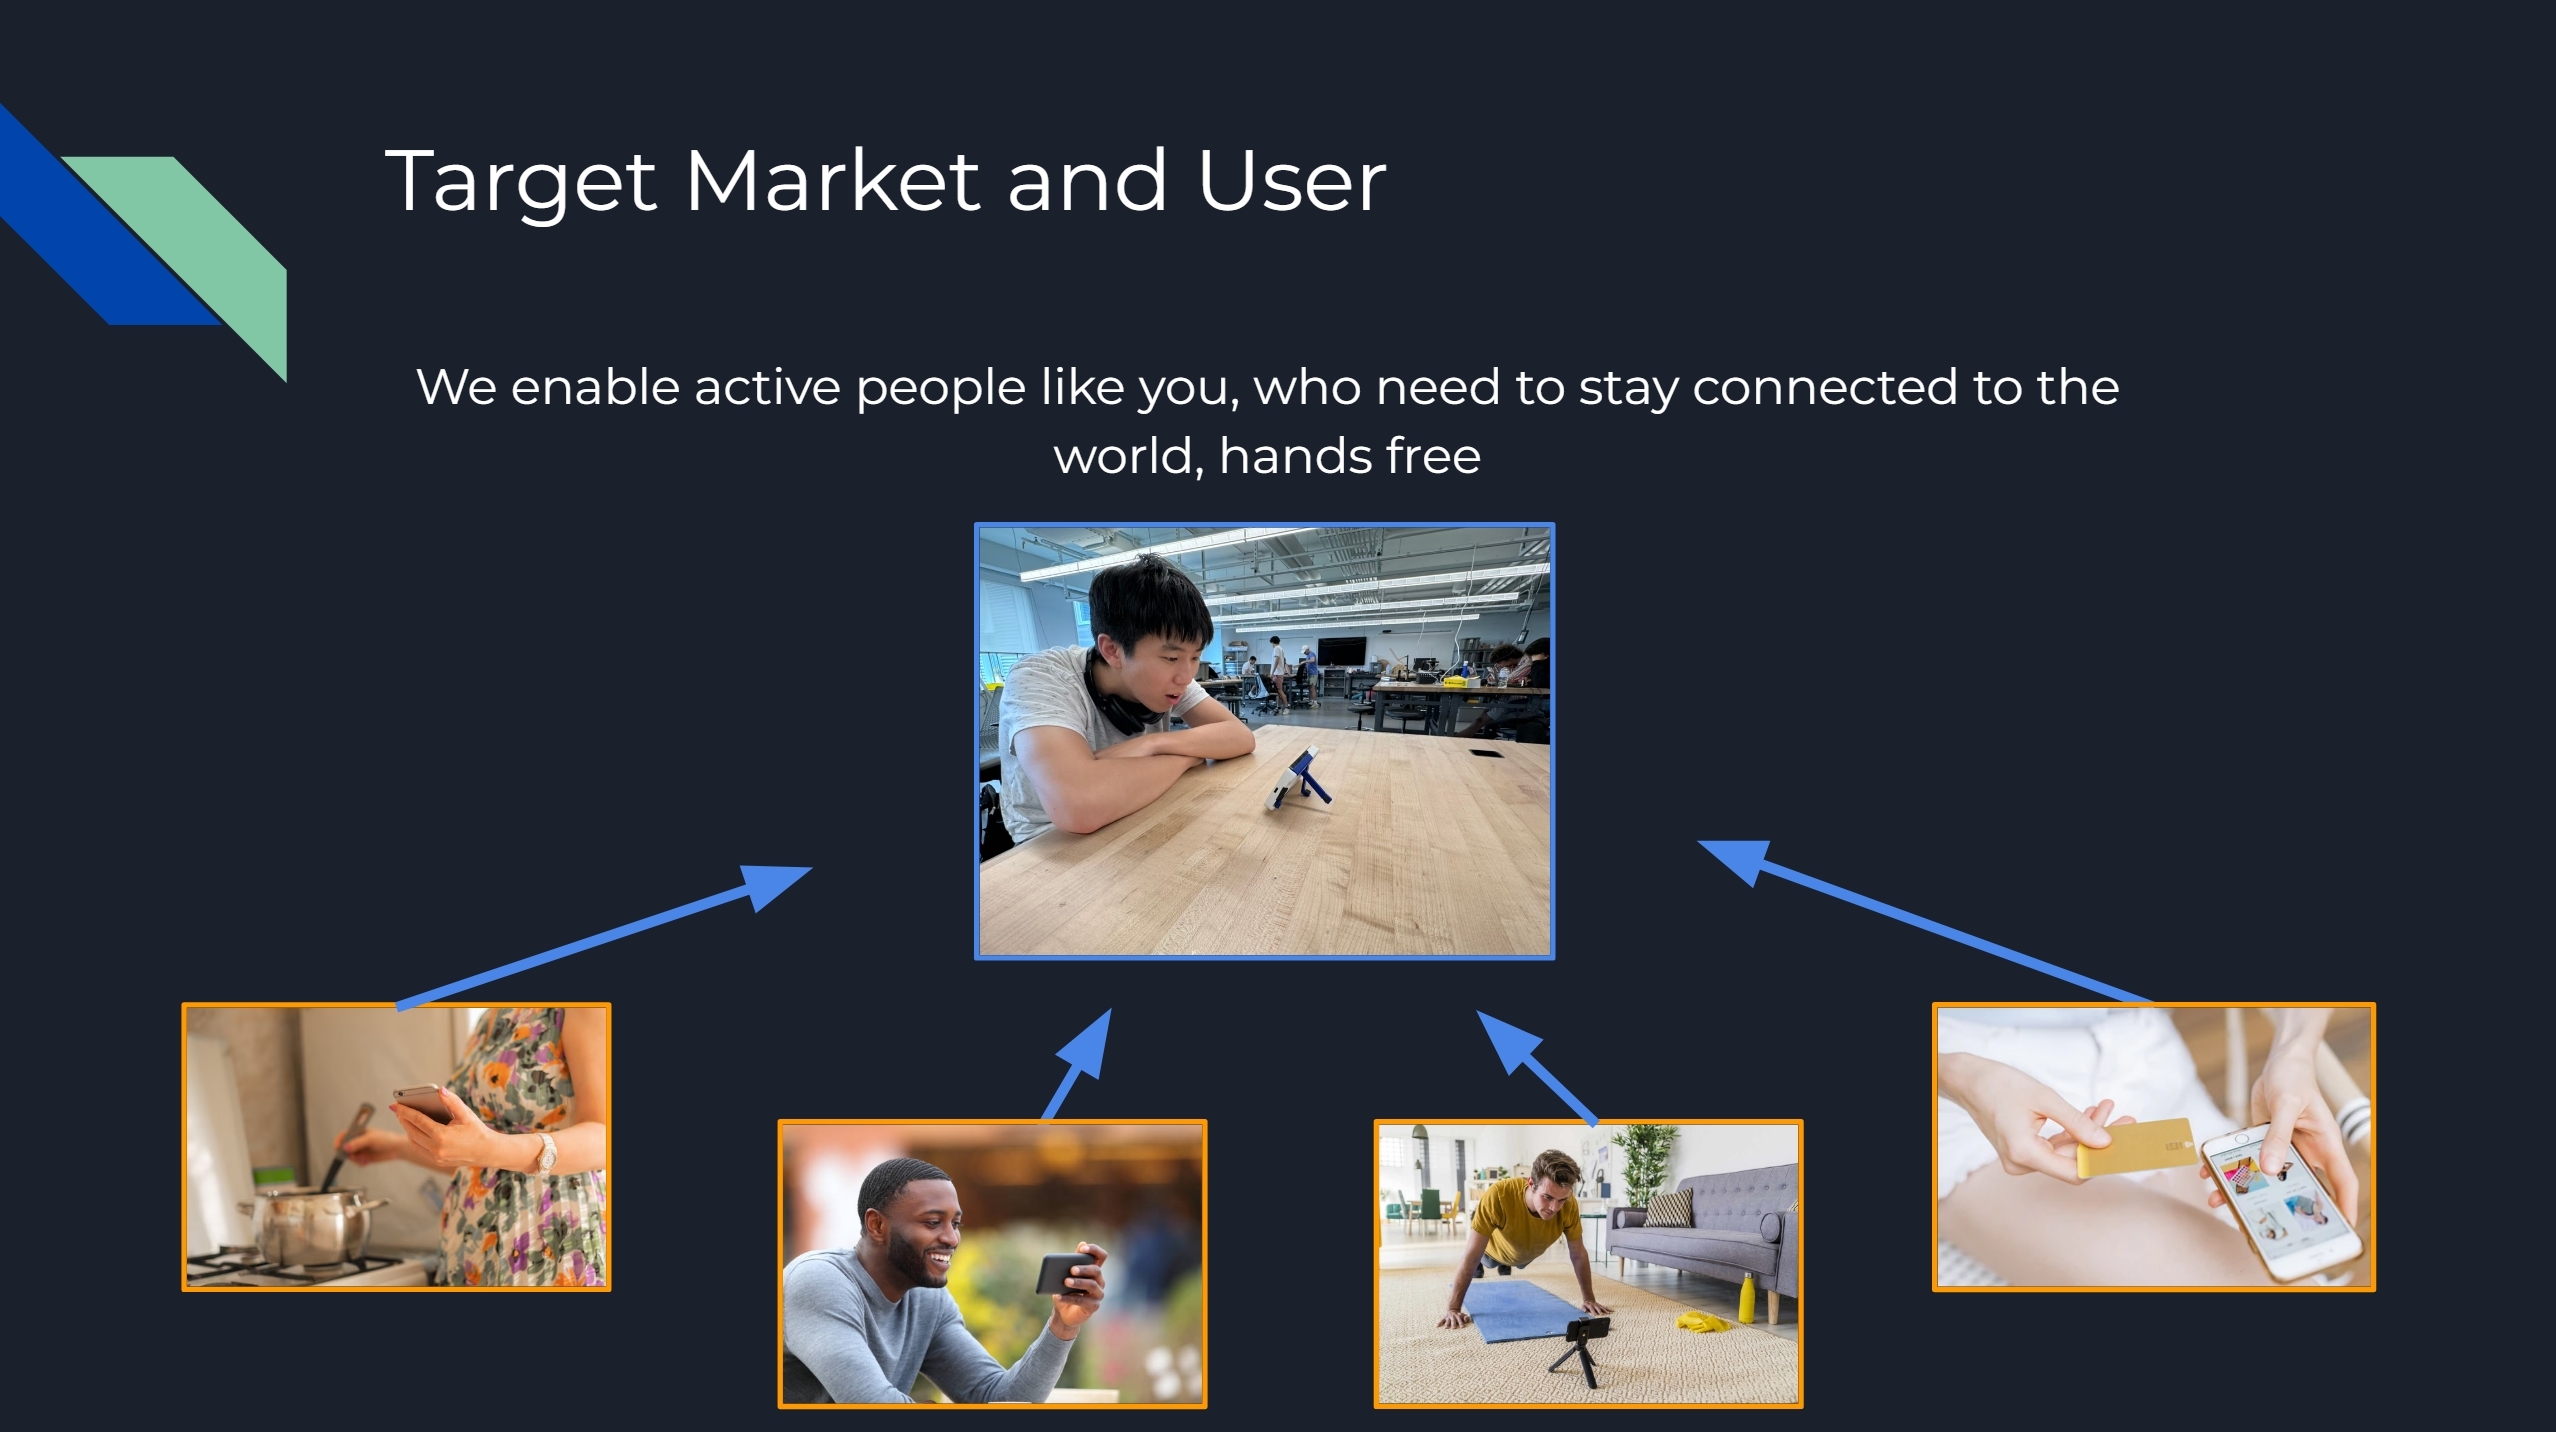 Target Market and User
We enable active people like you, who need to stay connected to the
world, hands free